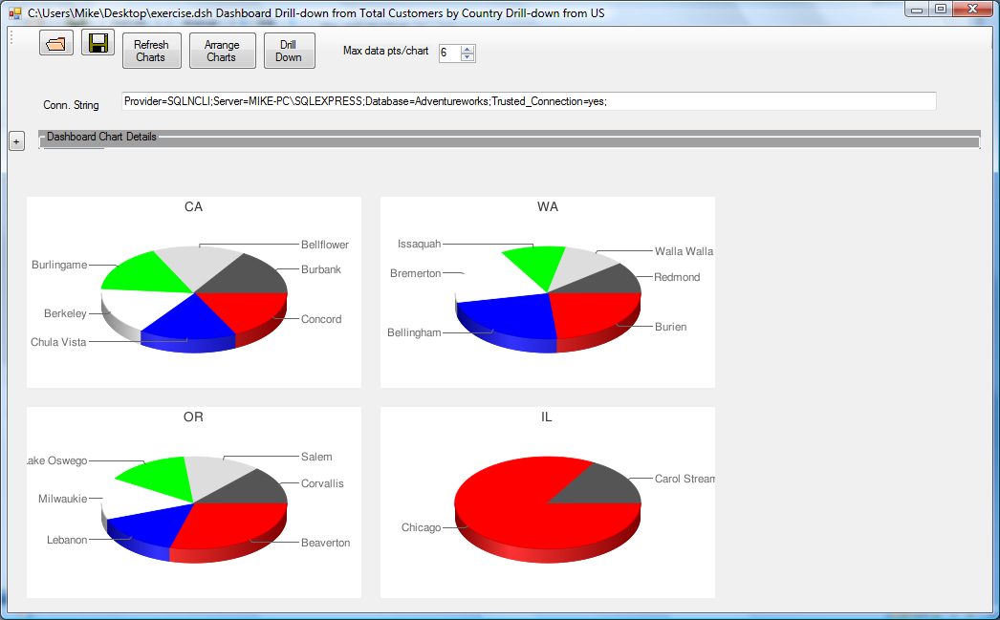 C:\Users\Mike\Desktop\exercise.dsh Dashboard Drill-down from Total Customers by Country Drill-down from US
Refresh Charts
Arrange Charts
Drill Down
Max data pts/chart
6
Conn. String
Provider=SQLNCLI;Server=MIKE-PC\SQLEXPRESS;Database=Adventureworks;Trusted_Connection=yes;
+
Dashboard Chart Details
CA
Bellflower
Burlingame
Burbank
Berkeley
Concord
Chula Vista
WA
Issaquah
Walla Walla
Bremerton
Redmond
Burien
Bellingham
OR
Salem
ake Oswego
Corvallis
Milwaukie
Lebanon
Beaverton
IL
Carol Stream
Chicago